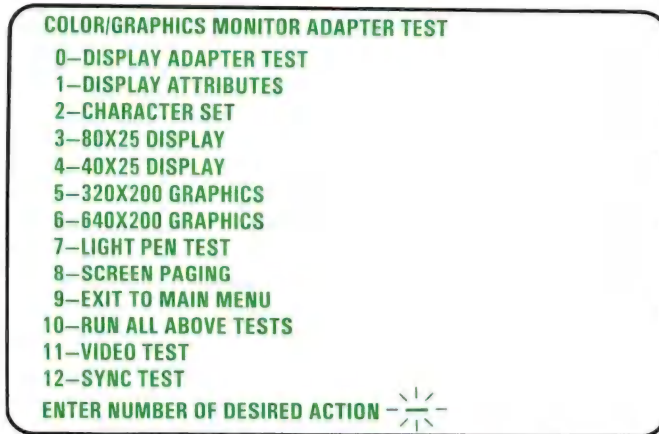 COLOR/GRAPHICS MONITOR ADAPTER TEST
0—DISPLAY ADAPTER TEST
1—DISPLAY ATTRIBUTES
2—CHARACTER SET
3—80X25 DISPLAY
4—40X25 DISPLAY
5—320X200 GRAPHICS
6—640X200 GRAPHICS
7—LIGHT PEN TEST
8—SCREEN PAGING
9—EXIT TO MAIN MENU
10—RUN ALL ABOVE TESTS
11—VIDEO TEST
12—SYNC TEST
ENTER NUMBER OF DESIRED ACTION —